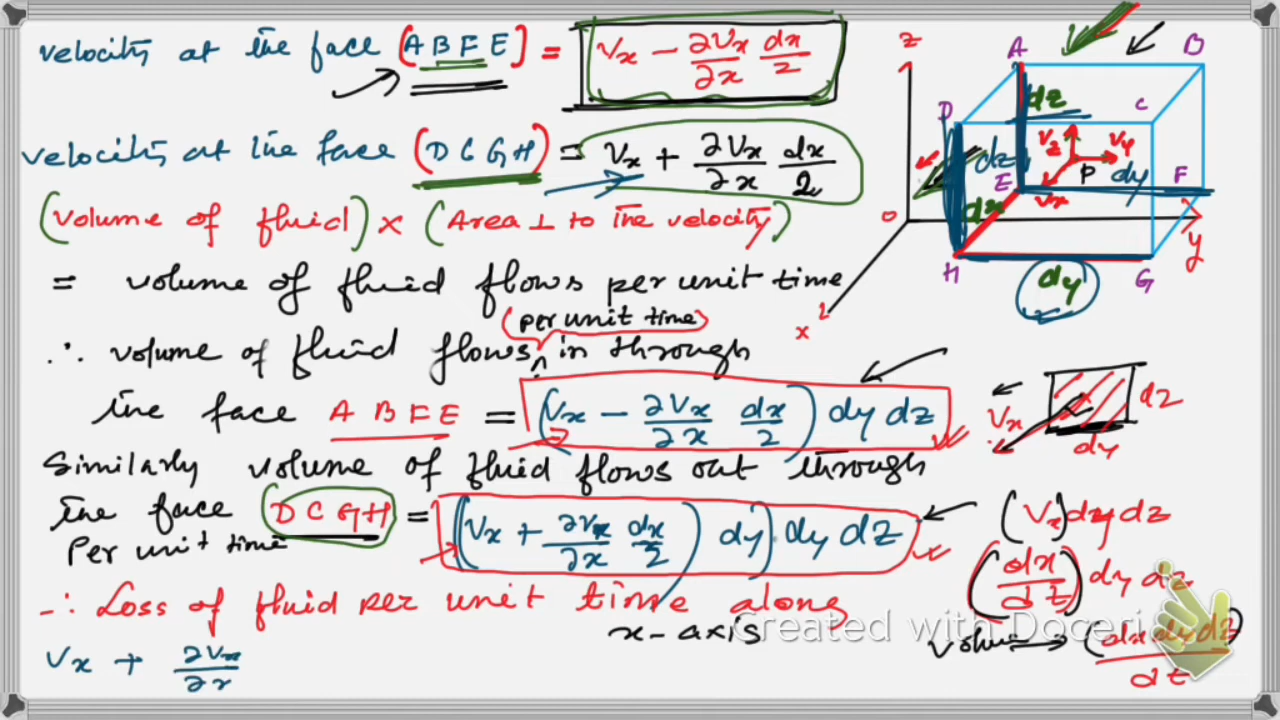 velocity at the face (A B F E) = Vx − ∂Vx/∂x dx/2
velocity at the face (D C G H) = Vx + ∂Vx/∂x dx/2
(volume of fluid) × (Area ⊥ to the velocity)
= volume of fluid flows per unit time
(per unit time)
∴ volume of fluid flows ^ in through
the face A B F E = (Vx − ∂Vx/∂x dx/2) dy dz
Similarly volume of fluid flows out through
the face D C G H = ((Vx + ∂Vx/∂x dx/2) dy) dy dz
Per unit time
∴ Loss of fluid per unit time along
x-axis
Vx + ∂Vx/∂x
z
A
B
D
C
dz
dz
Vz
Vy
P
E
dy
F
dx
Vx
O
y
H
G
dy
x
Vx
dz
dy
(Vx) dy dz
(dx/dt) dy dz
volume → (dx dy dz)/dt
Created with Doceri